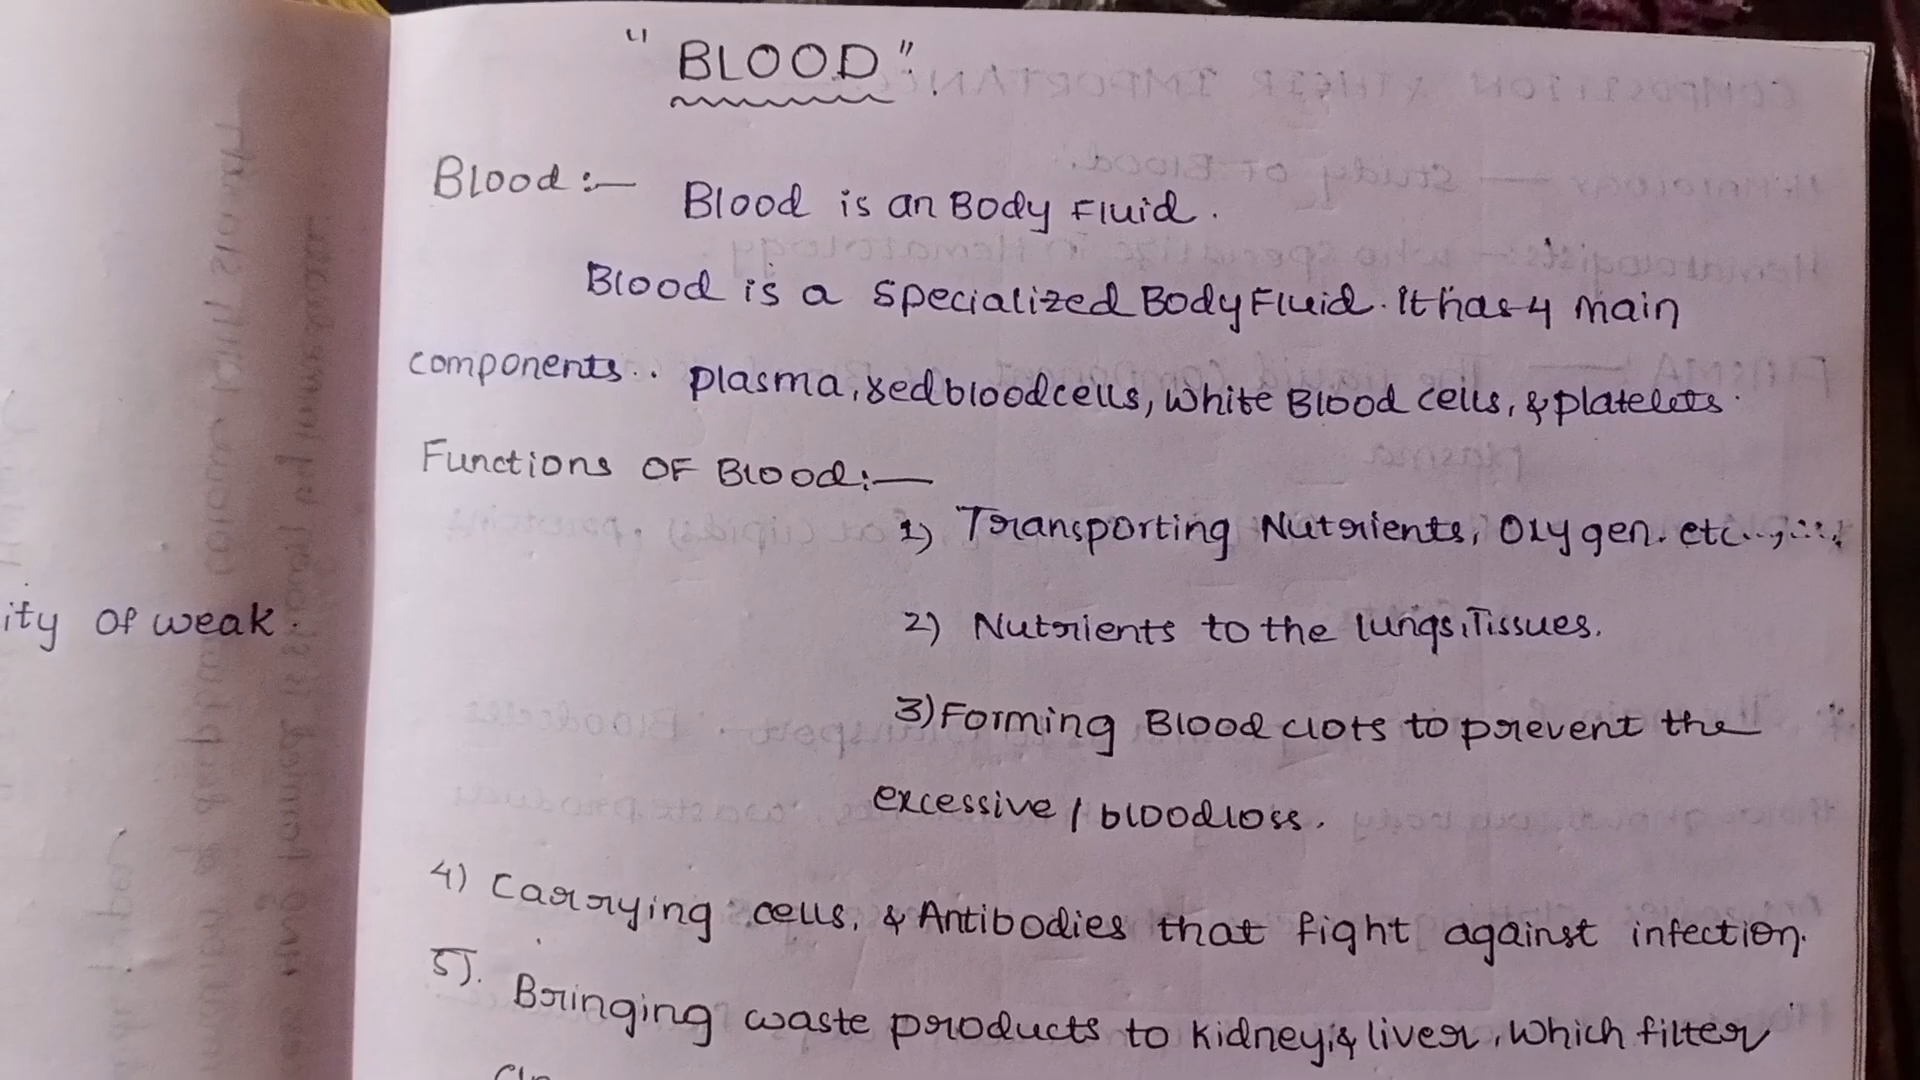 "BLOOD".
Blood :— Blood is an Body Fluid.
Blood is a specialized Body Fluid. It has 4 main
components.. plasma, red bloodcells, White Blood cells, & platelets.
Functions OF Blood:—
1) Transporting Nutrients, Oxygen. etc..
2) Nutrients to the lungs, Tissues.
3) Forming Blood clots to prevent the
excessive / bloodloss.
4) Carrying cells, & Antibodies that fight against infection.
5). Bringing waste products to kidney, & liver, which filter
ity of weak.